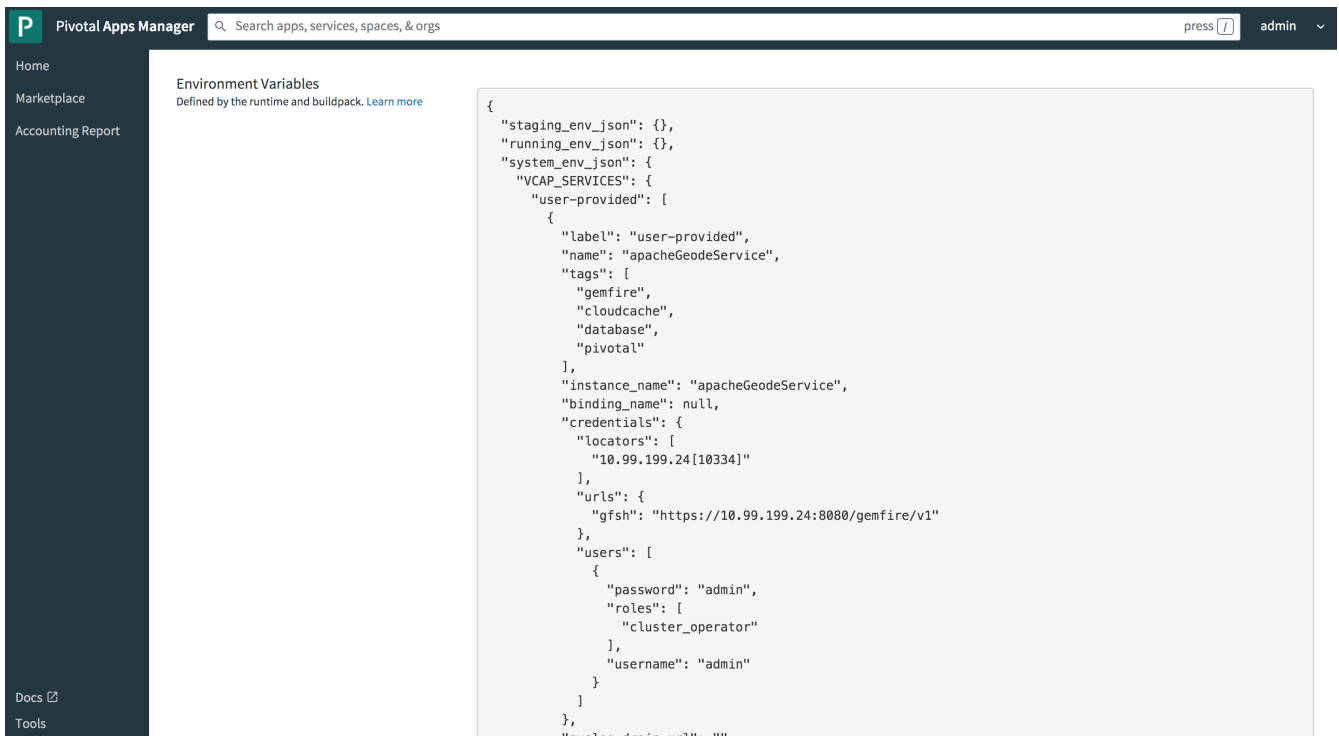 P Pivotal Apps Manager Search apps, services, spaces, & orgs press / admin
Home
Marketplace
Accounting Report
Docs
Tools
Environment Variables
Defined by the runtime and buildpack. Learn more
{
  "staging_env_json": {},
  "running_env_json": {},
  "system_env_json": {
    "VCAP_SERVICES": {
      "user-provided": [
        {
          "label": "user-provided",
          "name": "apacheGeodeService",
          "tags": [
            "gemfire",
            "cloudcache",
            "database",
            "pivotal"
          ],
          "instance_name": "apacheGeodeService",
          "binding_name": null,
          "credentials": {
            "locators": [
              "10.99.199.24[10334]"
            ],
            "urls": {
              "gfsh": "https://10.99.199.24:8080/gemfire/v1"
            },
            "users": [
              {
                "password": "admin",
                "roles": [
                  "cluster_operator"
                ],
                "username": "admin"
              }
            ]
          },